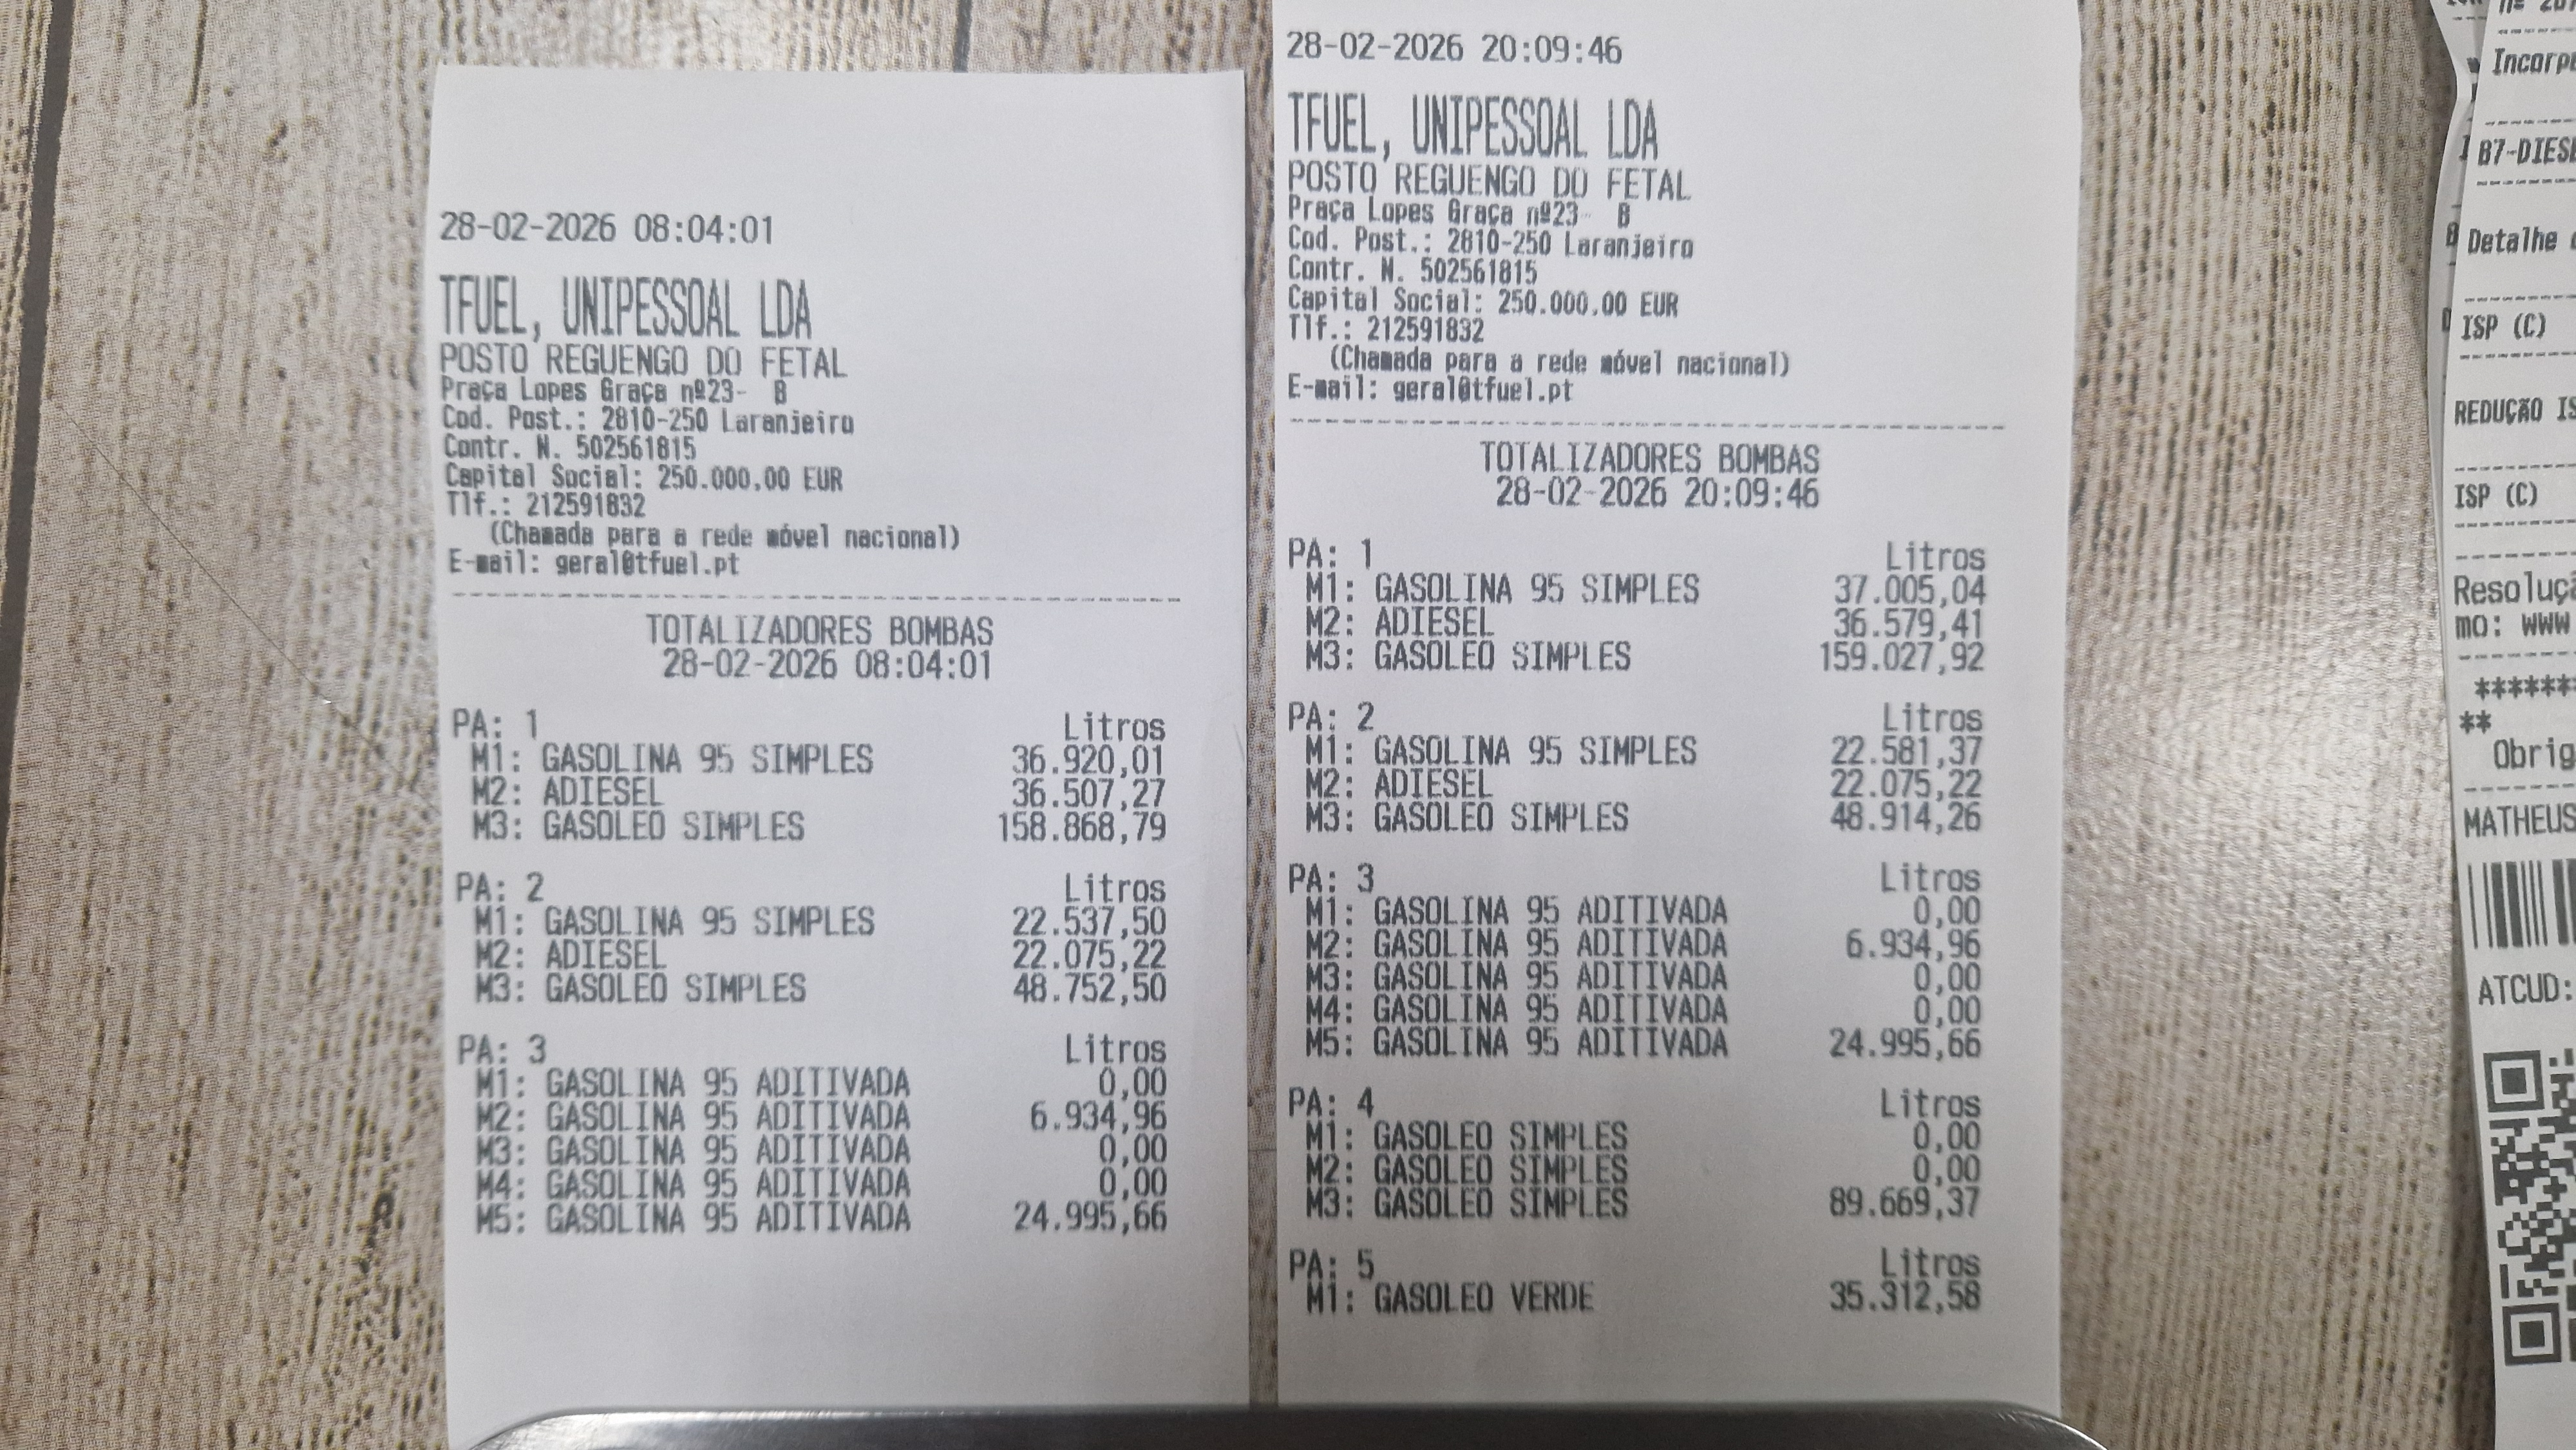 28-02-2026 08:04:01
TFUEL, UNIPESSOAL LDA
POSTO REGUENGO DO FETAL
Praça Lopes Graça nº23- B
Cod. Post.: 2810-250 Laranjeiro
Contr. N. 502561815
Capital Social: 250.000,00 EUR
Tlf.: 212591832
(Chamada para a rede móvel nacional)
E-mail: geral@tfuel.pt
TOTALIZADORES BOMBAS
28-02-2026 08:04:01
PA: 1 Litros
M1: GASOLINA 95 SIMPLES 36.920,01
M2: ADIESEL 36.507,27
M3: GASOLEO SIMPLES 158.868,79
PA: 2 Litros
M1: GASOLINA 95 SIMPLES 22.537,50
M2: ADIESEL 22.075,22
M3: GASOLEO SIMPLES 48.752,50
PA: 3 Litros
M1: GASOLINA 95 ADITIVADA 0,00
M2: GASOLINA 95 ADITIVADA 6.934,96
M3: GASOLINA 95 ADITIVADA 0,00
M4: GASOLINA 95 ADITIVADA 0,00
M5: GASOLINA 95 ADITIVADA 24.995,66
28-02-2026 20:09:46
TFUEL, UNIPESSOAL LDA
POSTO REGUENGO DO FETAL
Praça Lopes Graça nº23- B
Cod. Post.: 2810-250 Laranjeiro
Contr. N. 502561815
Capital Social: 250.000,00 EUR
Tlf.: 212591832
(Chamada para a rede móvel nacional)
E-mail: geral@tfuel.pt
TOTALIZADORES BOMBAS
28-02-2026 20:09:46
PA: 1 Litros
M1: GASOLINA 95 SIMPLES 37.005,04
M2: ADIESEL 36.579,41
M3: GASOLEO SIMPLES 159.027,92
PA: 2 Litros
M1: GASOLINA 95 SIMPLES 22.581,37
M2: ADIESEL 22.075,22
M3: GASOLEO SIMPLES 48.914,26
PA: 3 Litros
M1: GASOLINA 95 ADITIVADA 0,00
M2: GASOLINA 95 ADITIVADA 6.934,96
M3: GASOLINA 95 ADITIVADA 0,00
M4: GASOLINA 95 ADITIVADA 0,00
M5: GASOLINA 95 ADITIVADA 24.995,66
PA: 4 Litros
M1: GASOLEO SIMPLES 0,00
M2: GASOLEO SIMPLES 0,00
M3: GASOLEO SIMPLES 89.669,37
PA: 5 Litros
M1: GASOLEO VERDE 35.312,58
Incorp
B7-DIES
Detalhe
ISP (C)
REDUÇÃO IS
ISP (C)
Resoluç
mo: www
*******
**
Obrig
MATHEUS
ATCUD: